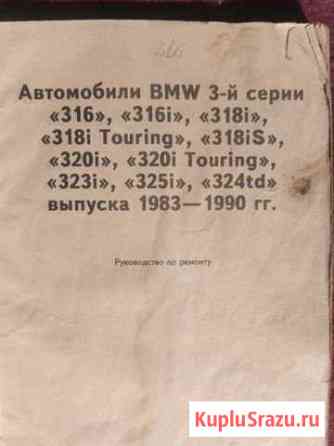 Автомобили BMW 3-й серии
«316», «316i», «318i»,
«318i Touring», «318iS»,
«320i», «320i Touring»,
«323i», «325i», «324td»
выпуска 1983—1990 гг.
Руководство по ремонту
KupluSrazu.ru